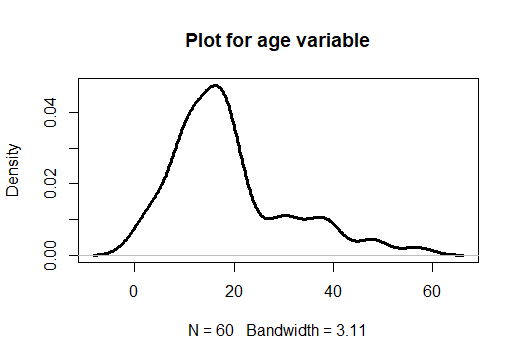 Plot for age variable
Density
0.04
0.02
0.00
0 20 40 60
N = 60 Bandwidth = 3.11